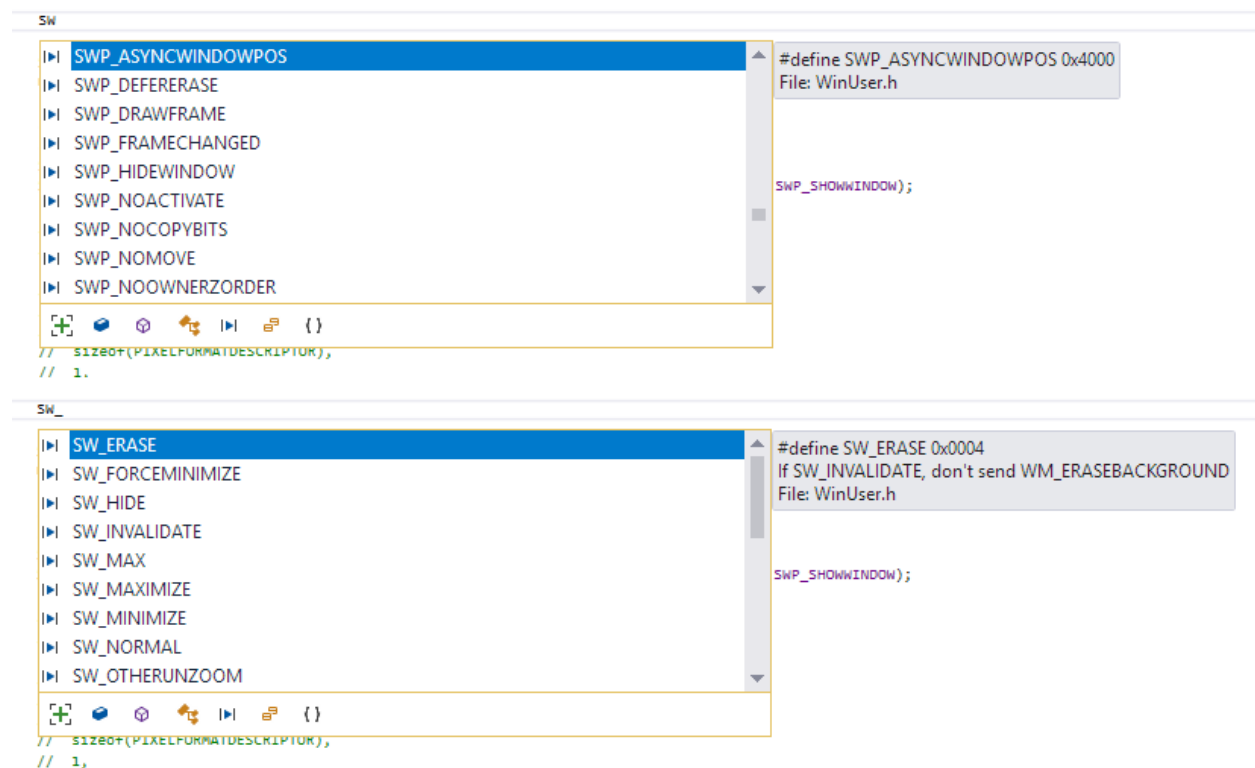 SW
SWP_ASYNCWINDOWPOS
#define SWP_ASYNCWINDOWPOS 0x4000
File: WinUser.h
SWP_DEFERERASE
SWP_DRAWFRAME
SWP_FRAMECHANGED
SWP_HIDEWINDOW
SWP_SHOWWINDOW);
SWP_NOACTIVATE
SWP_NOCOPYBITS
SWP_NOMOVE
SWP_NOOWNERZORDER
{ }
// sizeof(PIXELFORMATDESCRIPTOR),
// 1.
SW_
SW_ERASE
#define SW_ERASE 0x0004
If SW_INVALIDATE, don't send WM_ERASEBACKGROUND
File: WinUser.h
SW_FORCEMINIMIZE
SW_HIDE
SW_INVALIDATE
SW_MAX
SWP_SHOWWINDOW);
SW_MAXIMIZE
SW_MINIMIZE
SW_NORMAL
SW_OTHERUNZOOM
{ }
// sizeof(PIXELFORMATDESCRIPTOR),
// 1,